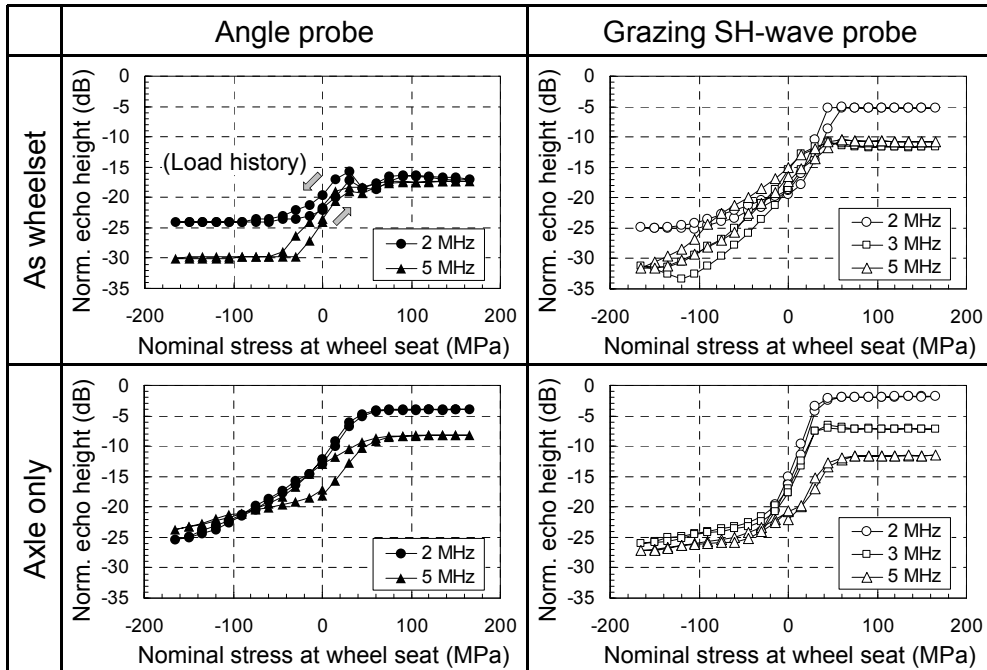 Angle probe
Grazing SH-wave probe
As wheelset
Norm. echo height (dB)
0
-5
-10
-15
-20
-25
-30
-35
(Load history)
2 MHz
5 MHz
-200 -100 0 100 200
Nominal stress at wheel seat (MPa)
Norm. echo height (dB)
0
-5
-10
-15
-20
-25
-30
-35
2 MHz
3 MHz
5 MHz
-200 -100 0 100 200
Nominal stress at wheel seat (MPa)
Axle only
Norm. echo height (dB)
0
-5
-10
-15
-20
-25
-30
-35
2 MHz
5 MHz
-200 -100 0 100 200
Nominal stress at wheel seat (MPa)
Norm. echo height (dB)
0
-5
-10
-15
-20
-25
-30
-35
2 MHz
3 MHz
5 MHz
-200 -100 0 100 200
Nominal stress at wheel seat (MPa)